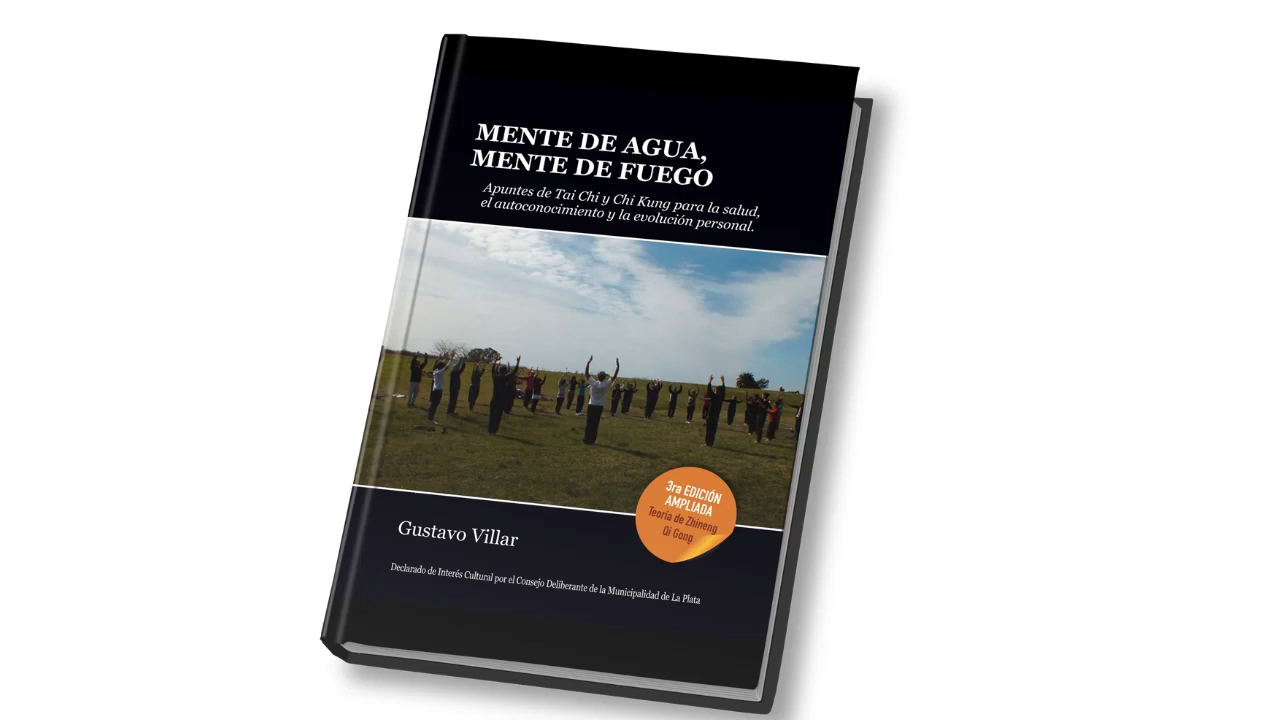 MENTE DE AGUA,
MENTE DE FUEGO
Apuntes de Tai Chi y Chi Kung para la salud,
el autoconocimiento y la evolución personal.
3ra EDICIÓN
AMPLIADA
Teoría de Zhineng
Qi Gong
Gustavo Villar
Declarado de Interés Cultural por el Consejo Deliberante de la Municipalidad de La Plata